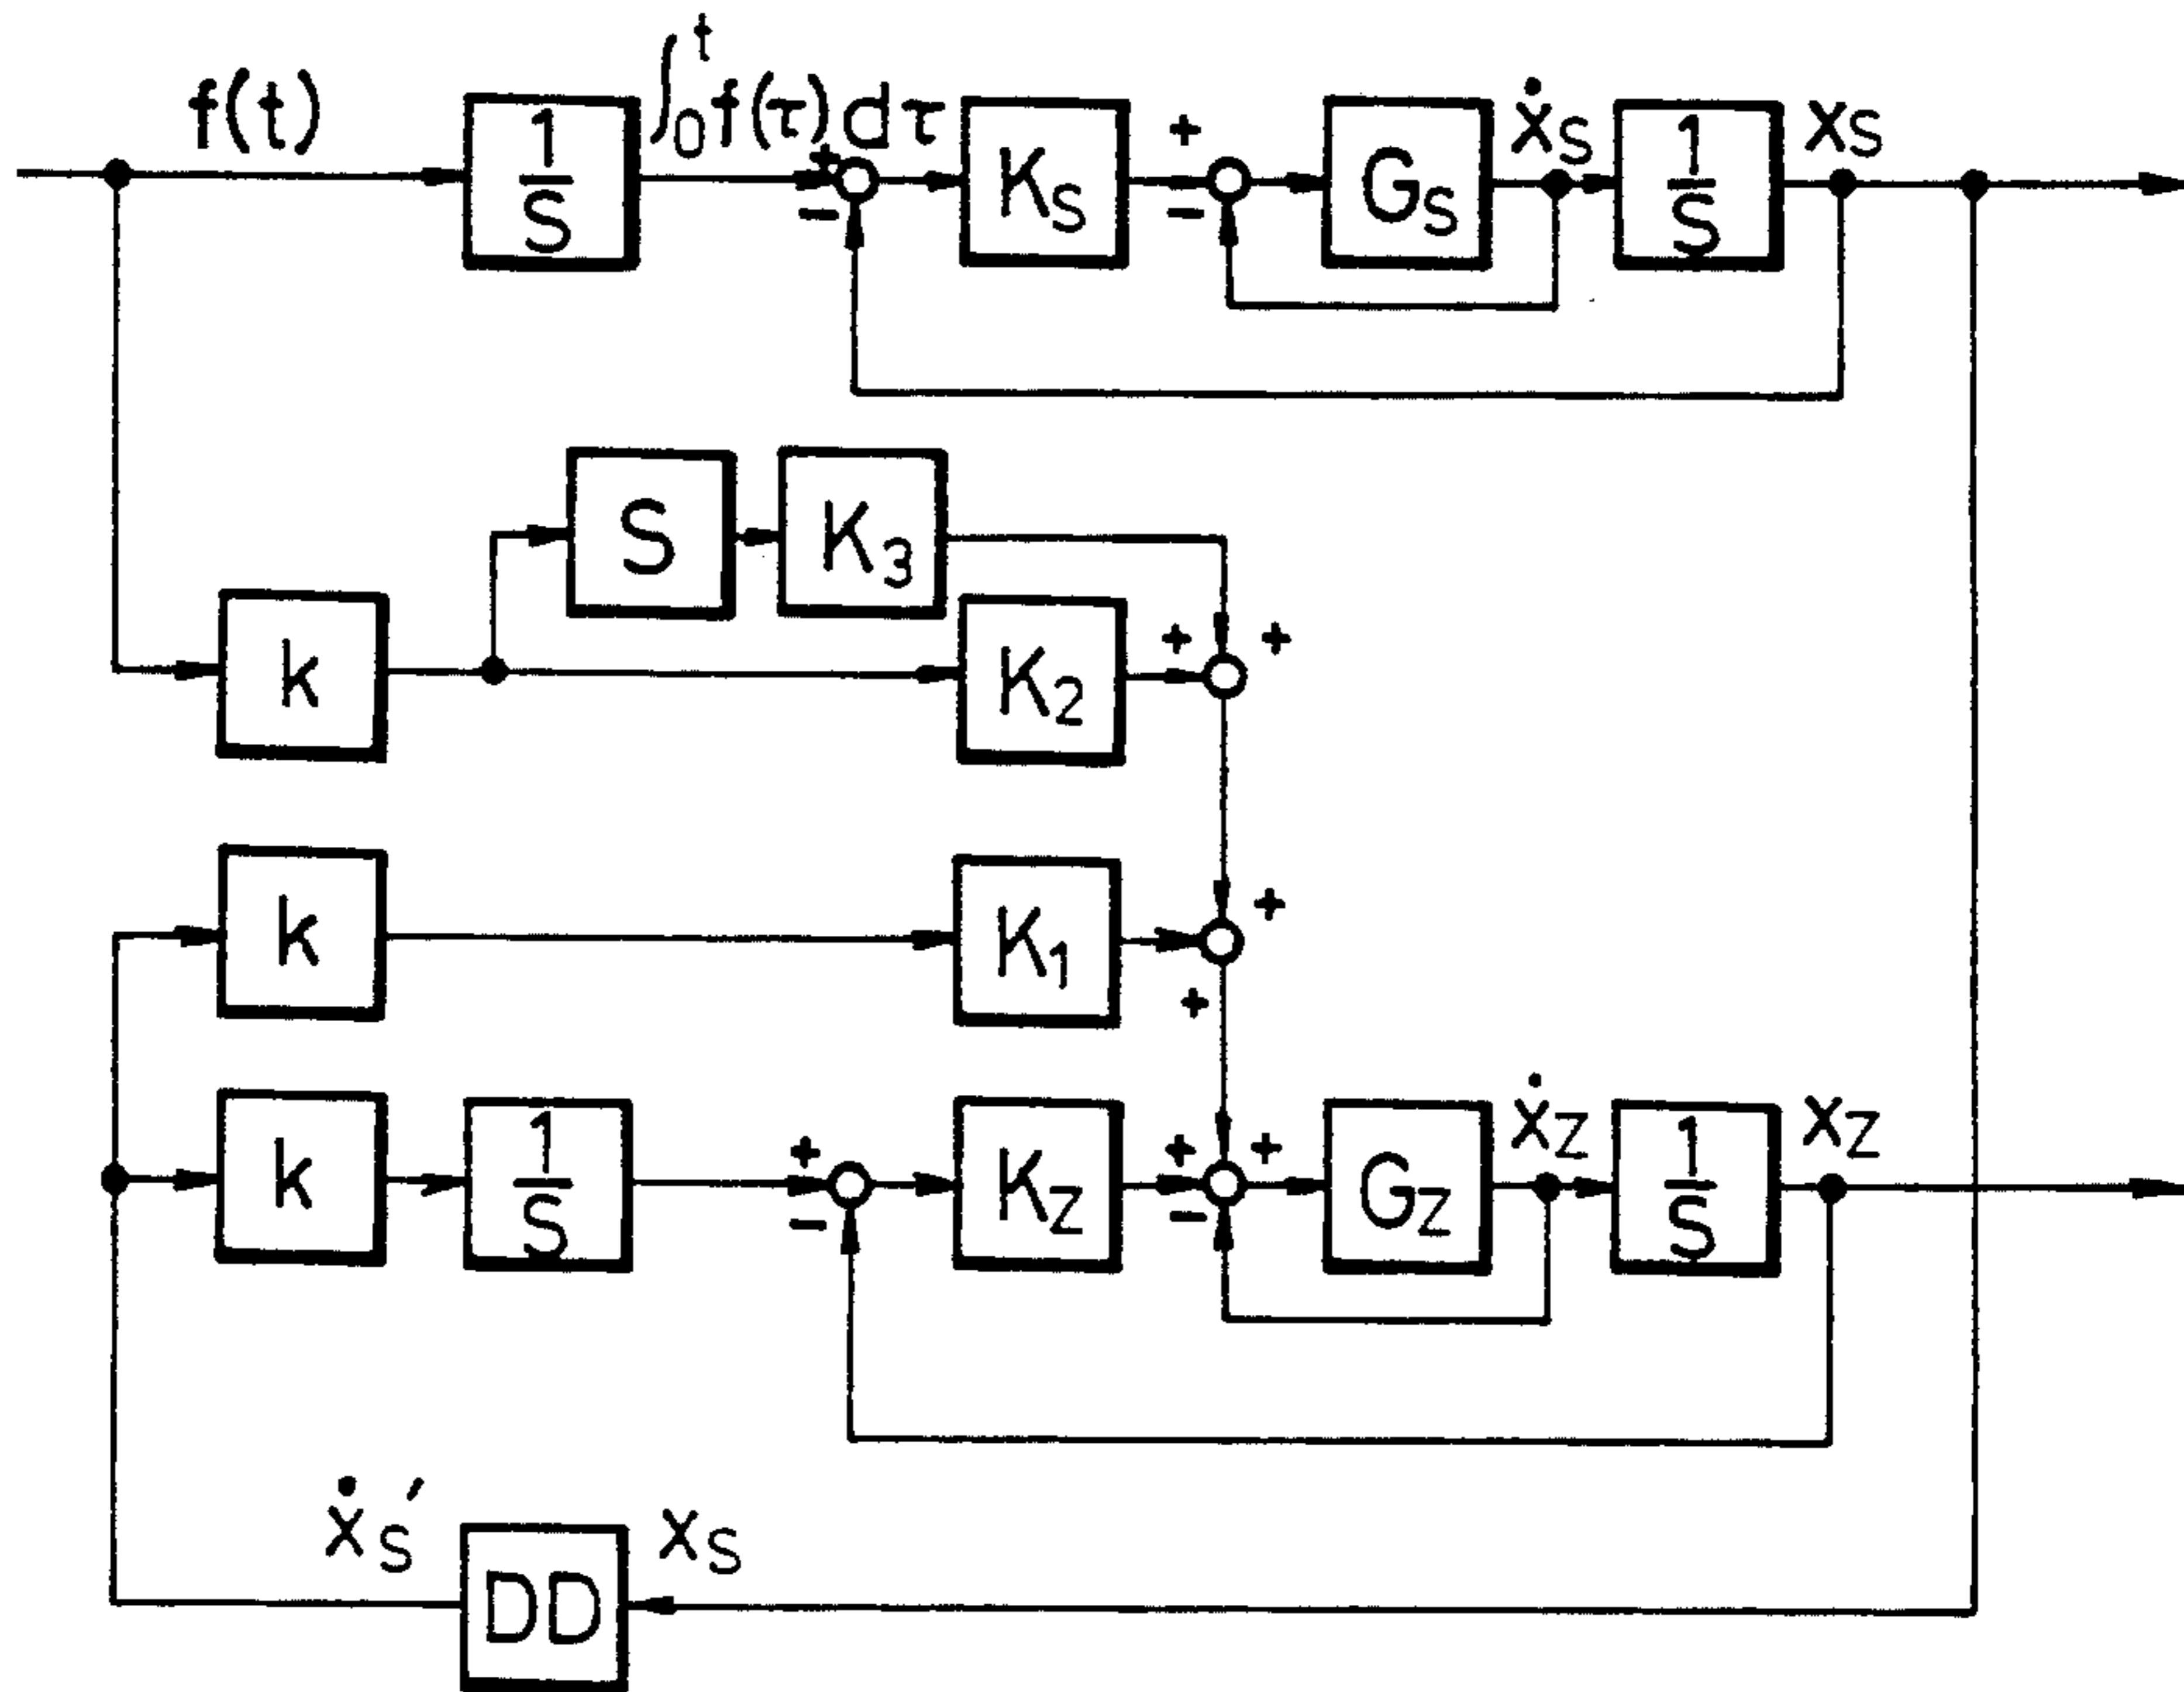 f(t)
1/S
∫₀ᵗ f(τ)dτ
+
−
K_S
+
−
G_S
ẋ_S
1/S
x_S
S
K_3
k
K_2
+
+
k
K_1
+
+
k
1/S
+
−
K_Z
+
+
−
G_Z
ẋ_Z
1/S
x_Z
ẋ_S′
DD
x_S